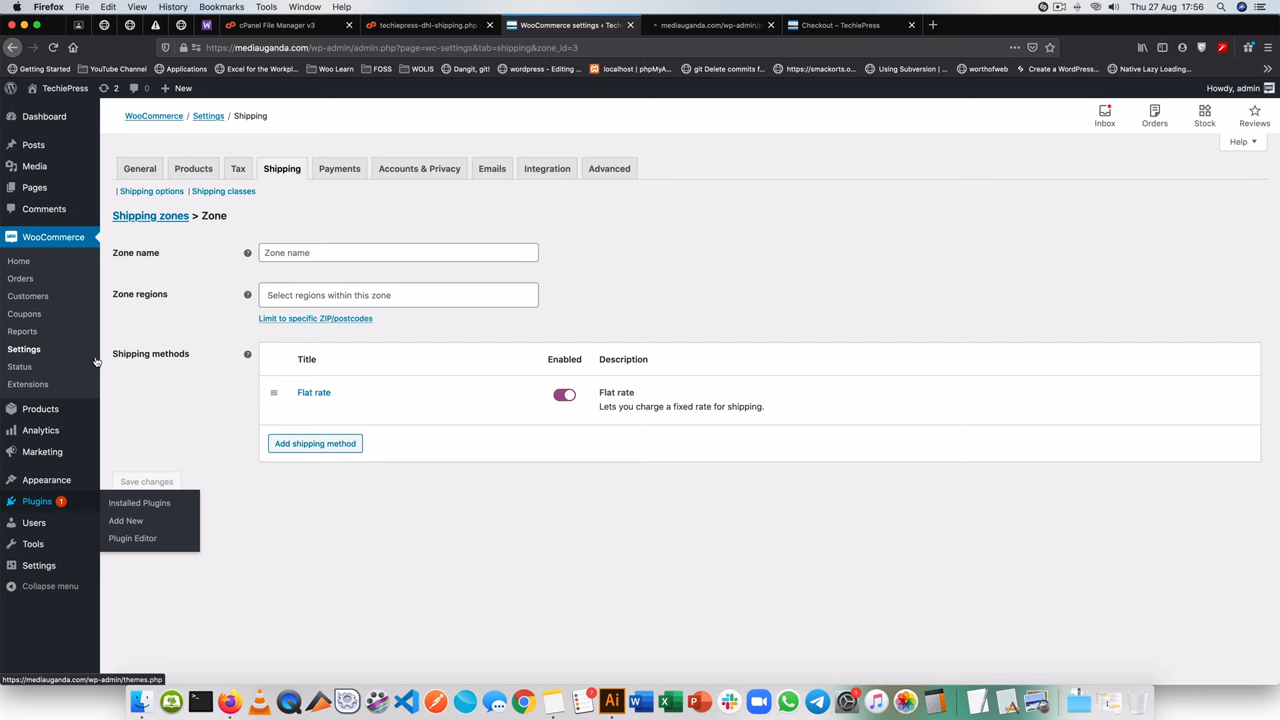 Firefox File Edit View History Bookmarks Tools Window Help
Thu 27 Aug 17:56
cPanel File Manager v3
techiepress-dhl-shipping.php
WooCommerce settings ‹ Tech
mediauganda.com/wp-admin/p
Checkout – TechiePress
https://mediauganda.com/wp-admin/admin.php?page=wc-settings&tab=shipping&zone_id=3
Getting Started YouTube Channel Applications Excel for the Workpl... Woo Learn FOSS WOLIS Dangit, git! wordpress - Editing ... localhost | phpMyA... git Delete commits f... https://smackorts.o... Using Subversion | ... worthofweb Create a WordPress... Native Lazy Loading...
TechiePress 2 0 New
Howdy, admin
Dashboard
Posts
Media
Pages
Comments
WooCommerce
Home
Orders
Customers
Coupons
Reports
Settings
Status
Extensions
Products
Analytics
Marketing
Appearance
Plugins 1
Installed Plugins
Add New
Plugin Editor
Users
Tools
Settings
Collapse menu
WooCommerce / Settings / Shipping
Inbox Orders Stock Reviews
Help
General Products Tax Shipping Payments Accounts & Privacy Emails Integration Advanced
| Shipping options | Shipping classes
Shipping zones > Zone
Zone name
Zone name
Zone regions
Select regions within this zone
Limit to specific ZIP/postcodes
Shipping methods
Title Enabled Description
Flat rate
Flat rate
Lets you charge a fixed rate for shipping.
Add shipping method
Save changes
https://mediauganda.com/wp-admin/themes.php